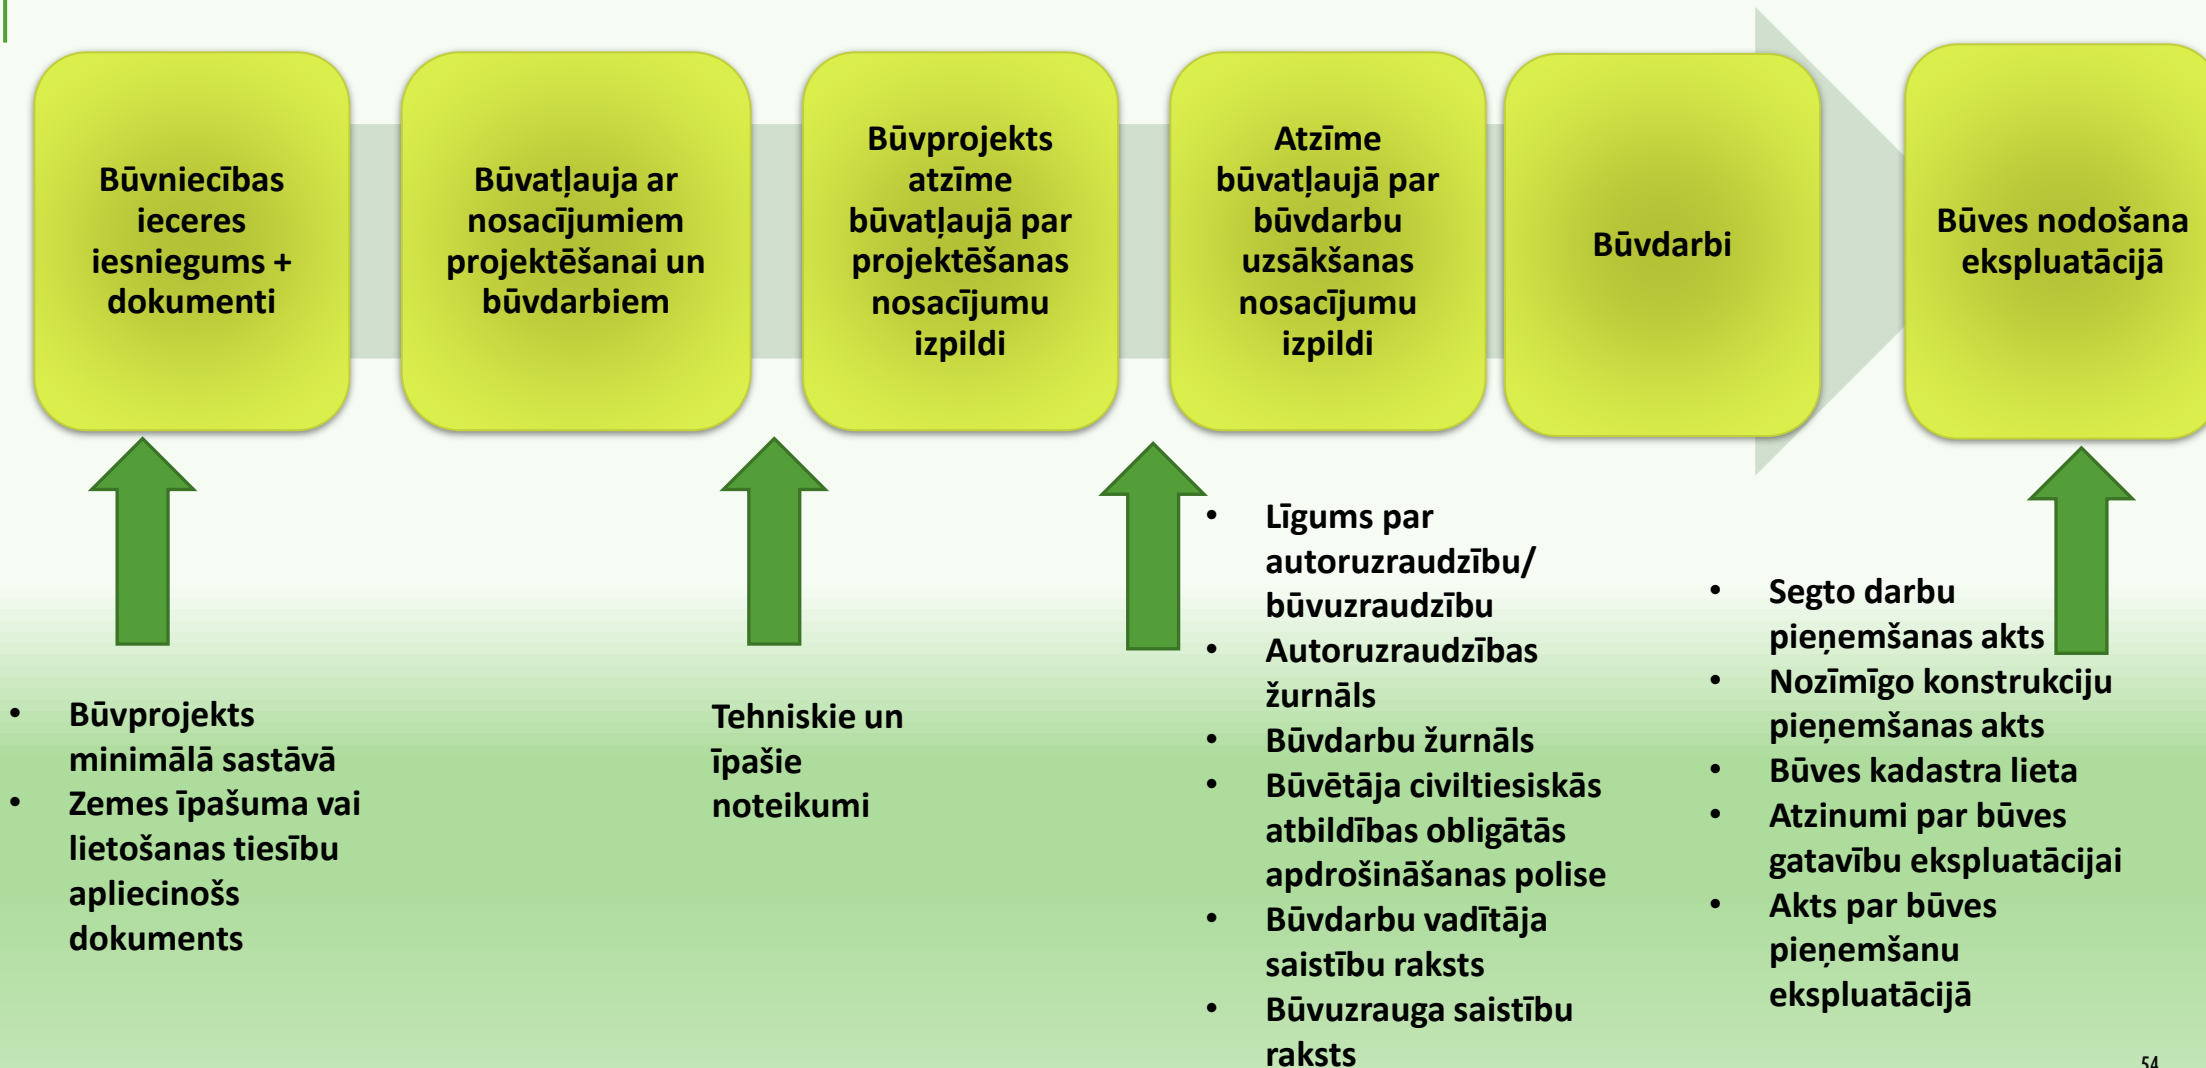 Būvniecības
ieceres
iesniegums +
dokumenti
Būvatļauja ar
nosacījumiem
projektēšanai un
būvdarbiem
Būvprojekts
atzīme
būvatļaujā par
projektēšanas
nosacījumu
izpildi
Atzīme
būvatļaujā par
būvdarbu
uzsākšanas
nosacījumu
izpildi
Būvdarbi
Būves nodošana
ekspluatācijā
• Būvprojekts
minimālā sastāvā
• Zemes īpašuma vai
lietošanas tiesību
apliecinošs
dokuments
Tehniskie un
īpašie
noteikumi
• Līgums par
autoruzraudzību/
būvuzraudzību
• Autoruzraudzības
žurnāls
• Būvdarbu žurnāls
• Būvētāja civiltiesiskās
atbildības obligātās
apdrošināšanas polise
• Būvdarbu vadītāja
saistību raksts
• Būvuzrauga saistību
raksts
• Segto darbu
pieņemšanas akts
• Nozīmīgo konstrukciju
pieņemšanas akts
• Būves kadastra lieta
• Atzinumi par būves
gatavību ekspluatācijai
• Akts par būves
pieņemšanu
ekspluatācijā
54